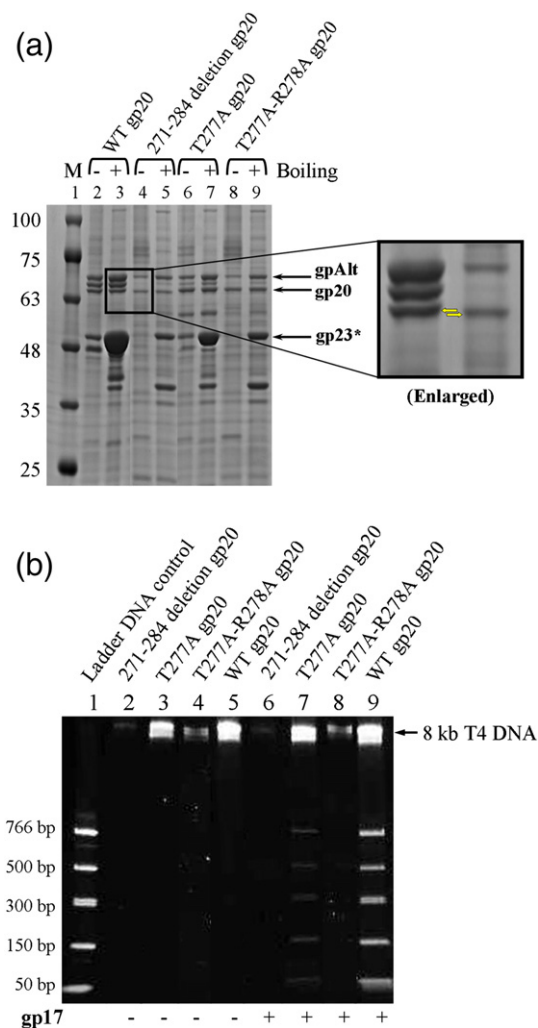 (a)
WT gp20
271-284 deletion gp20
T277A gp20
T277A-R278A gp20
M - + - + - + - + Boiling
1 2 3 4 5 6 7 8 9
100
75
63
48
35
25
gpAlt
gp20
gp23*
(Enlarged)
(b)
Ladder DNA control
271-284 deletion gp20
T277A gp20
T277A-R278A gp20
WT gp20
271-284 deletion gp20
T277A gp20
T277A-R278A gp20
WT gp20
1 2 3 4 5 6 7 8 9
8 kb T4 DNA
766 bp
500 bp
300 bp
150 bp
50 bp
gp17 - - - - + + + +